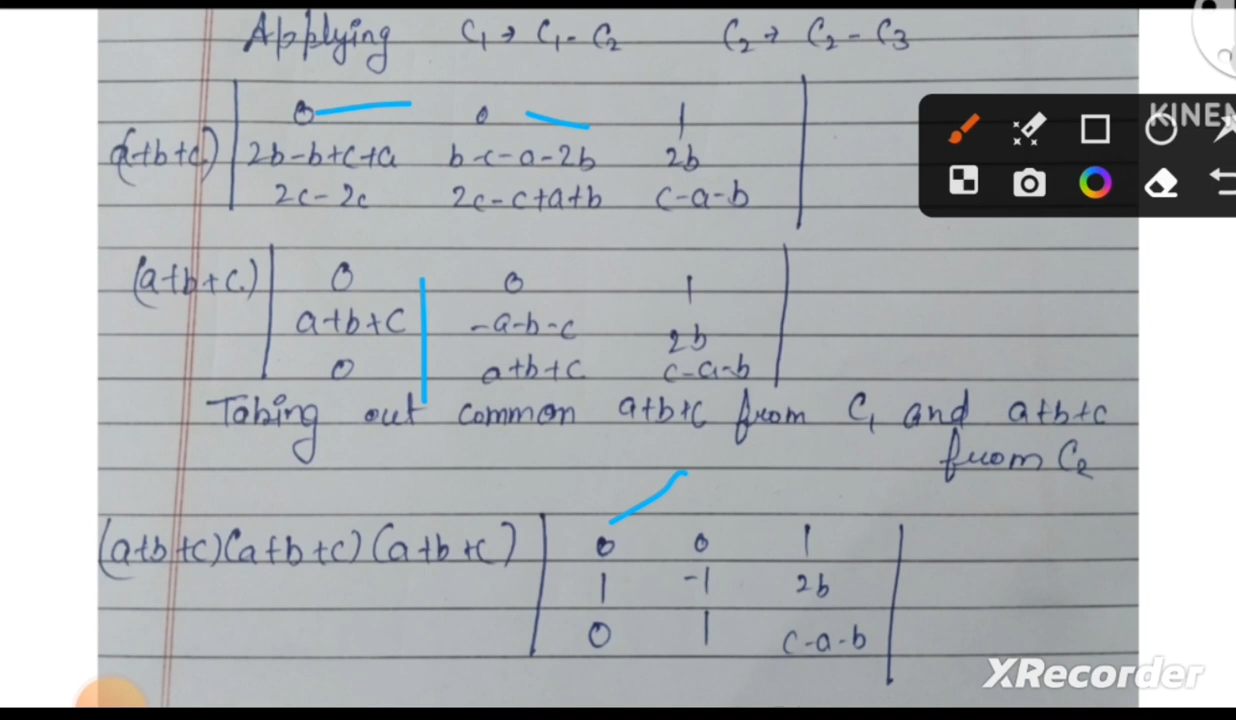 Applying C₁ → C₁ - C₂ C₂ → C₂ - C₃
0 0 1
(a+b+c) 2b-b+c+a b-c-a-2b 2b
2c-2c 2c-c+a+b c-a-b
(a+b+c) 0 0 1
a+b+c -a-b-c 2b
0 a+b+c c-a-b
Taking out common a+b+c from C₁ and a+b+c
from C₂
(a+b+c)(a+b+c)(a+b+c) 0 0 1
1 -1 2b
0 1 c-a-b
KINEM
XRecorder